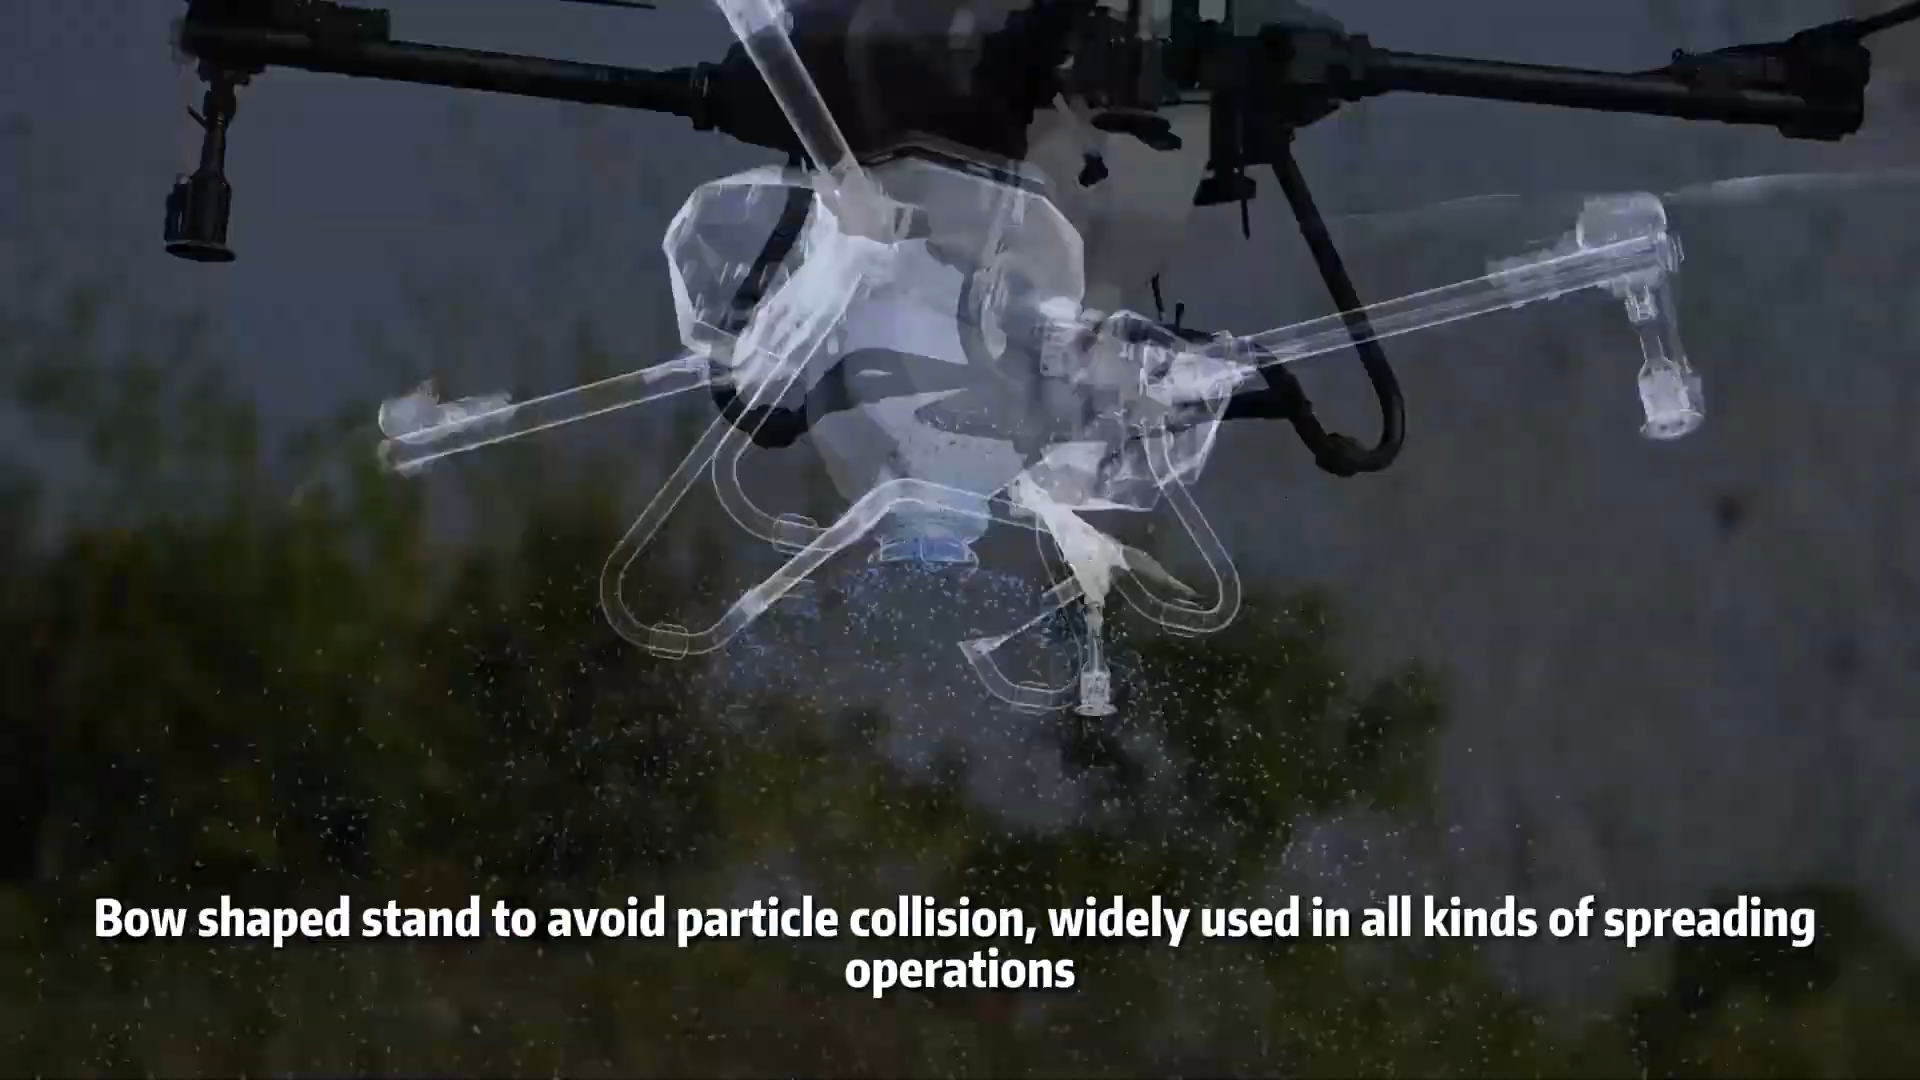 Bow shaped stand to avoid particle collision, widely used in all kinds of spreading
operations